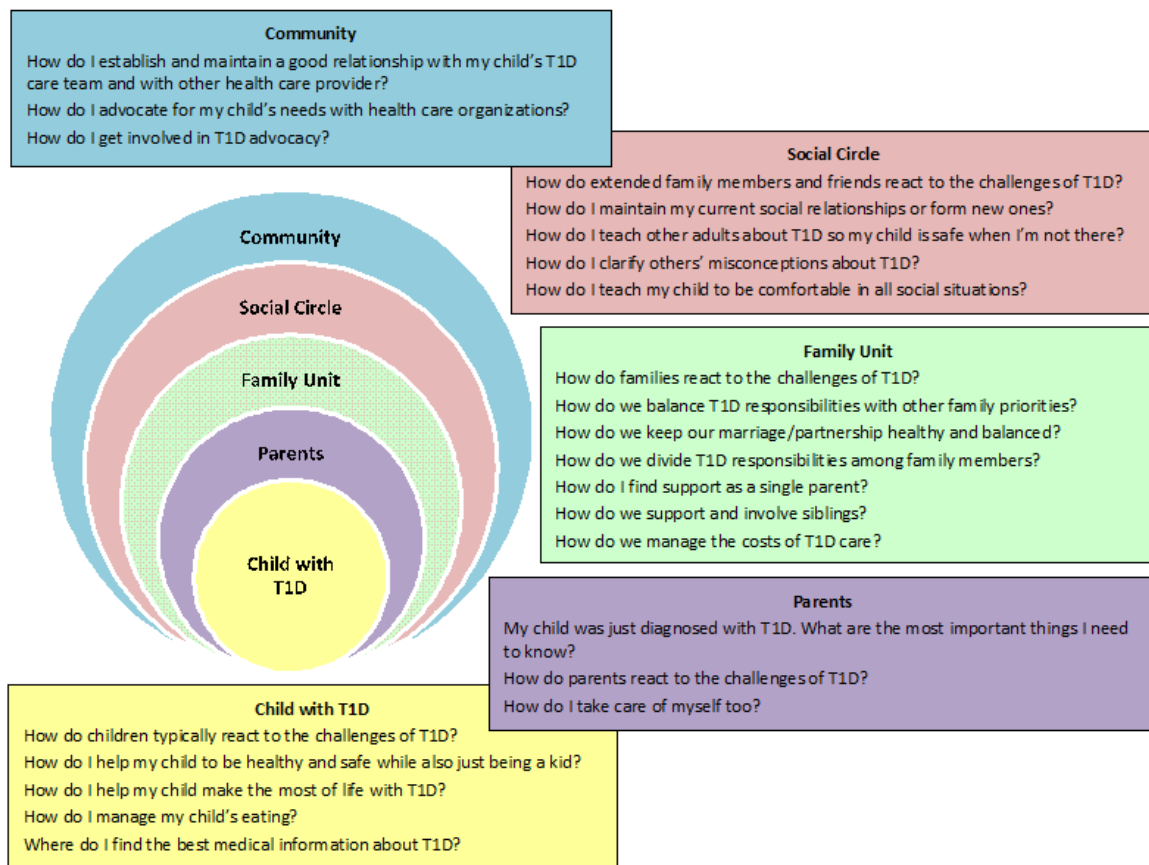 Community
How do I establish and maintain a good relationship with my child's T1D
care team and with other health care provider?
How do I advocate for my child's needs with health care organizations?
How do I get involved in T1D advocacy?
Social Circle
How do extended family members and friends react to the challenges of T1D?
How do I maintain my current social relationships or form new ones?
How do I teach other adults about T1D so my child is safe when I'm not there?
How do I clarify others' misconceptions about T1D?
How do I teach my child to be comfortable in all social situations?
Community
Social Circle
Family Unit
Parents
Child with
T1D
Family Unit
How do families react to the challenges of T1D?
How do we balance T1D responsibilities with other family priorities?
How do we keep our marriage/partnership healthy and balanced?
How do we divide T1D responsibilities among family members?
How do I find support as a single parent?
How do we support and involve siblings?
How do we manage the costs of T1D care?
Parents
My child was just diagnosed with T1D. What are the most important things I need
to know?
How do parents react to the challenges of T1D?
How do I take care of myself too?
Child with T1D
How do children typically react to the challenges of T1D?
How do I help my child to be healthy and safe while also just being a kid?
How do I help my child make the most of life with T1D?
How do I manage my child's eating?
Where do I find the best medical information about T1D?